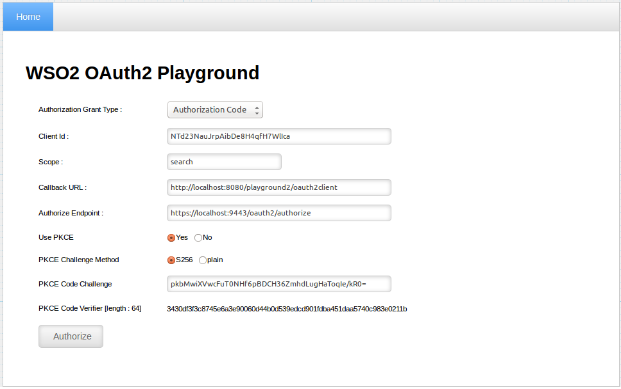 Home
WSO2 OAuth2 Playground
Authorization Grant Type : Authorization Code
Client Id : NTd23NauJrpAibDe8H4qfH7Wllca
Scope : search
Callback URL : http://localhost:8080/playground2/oauth2client
Authorize Endpoint : https://localhost:9443/oauth2/authorize
Use PKCE Yes No
PKCE Challenge Method S256 plain
PKCE Code Challenge pkbMwiXVwcFuT0NHf6pBDCH36ZmhdLugHaToqIe/kR0=
PKCE Code Verifier [length : 64] 3430df3f3c8745e6a3e90060d44b0d539edcd901fdba451daa5740c983e0211b
Authorize